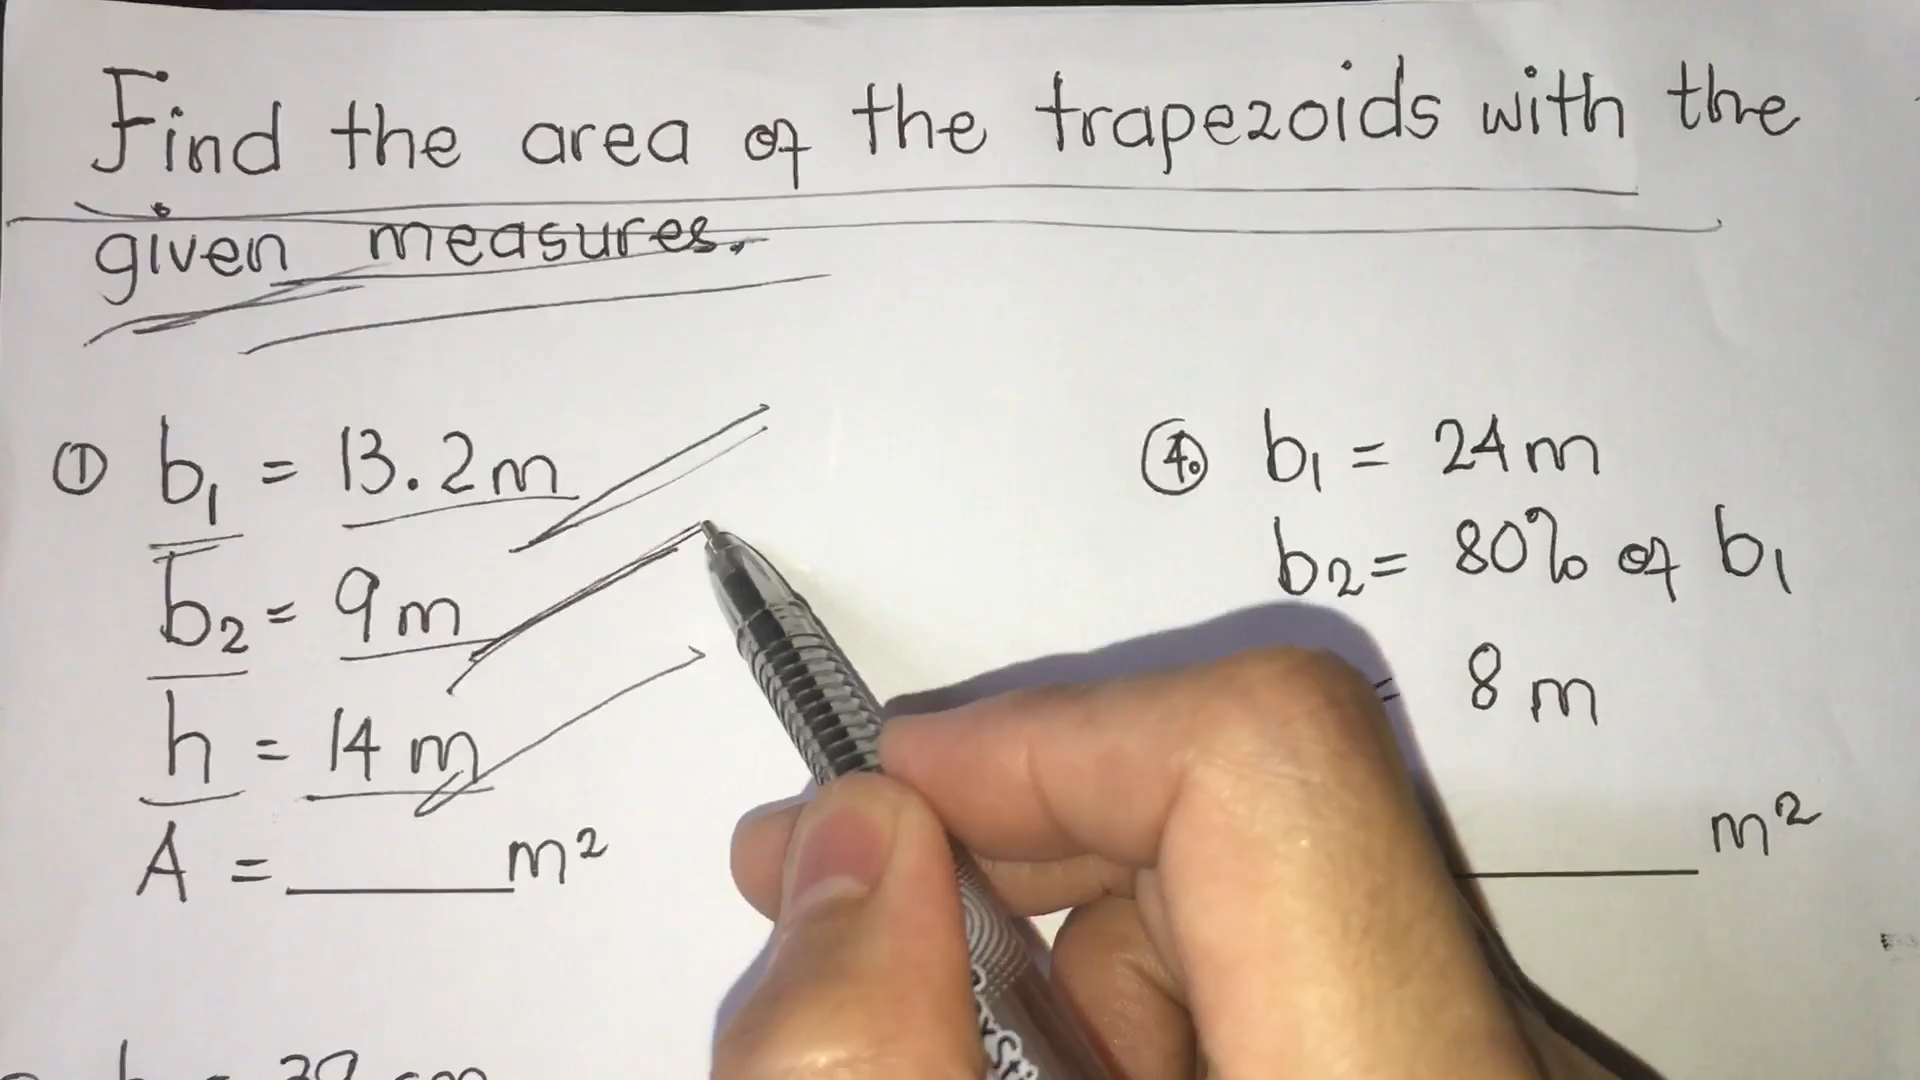 Find the area of the trapezoids with the
given measures.
① b₁ = 13.2m
b₂ = 9m
h = 14 m
A = ______ m²
④. b₁ = 24 m
b₂ = 80% of b₁
= 8 m
______ m²